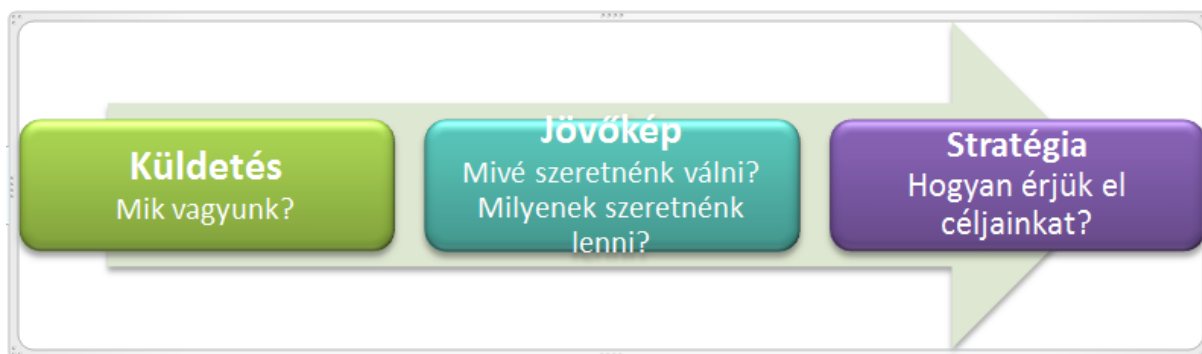 Küldetés
Mik vagyunk?
Jövőkép
Mivé szeretnénk válni?
Milyenek szeretnénk
lenni?
Stratégia
Hogyan érjük el
céljainkat?